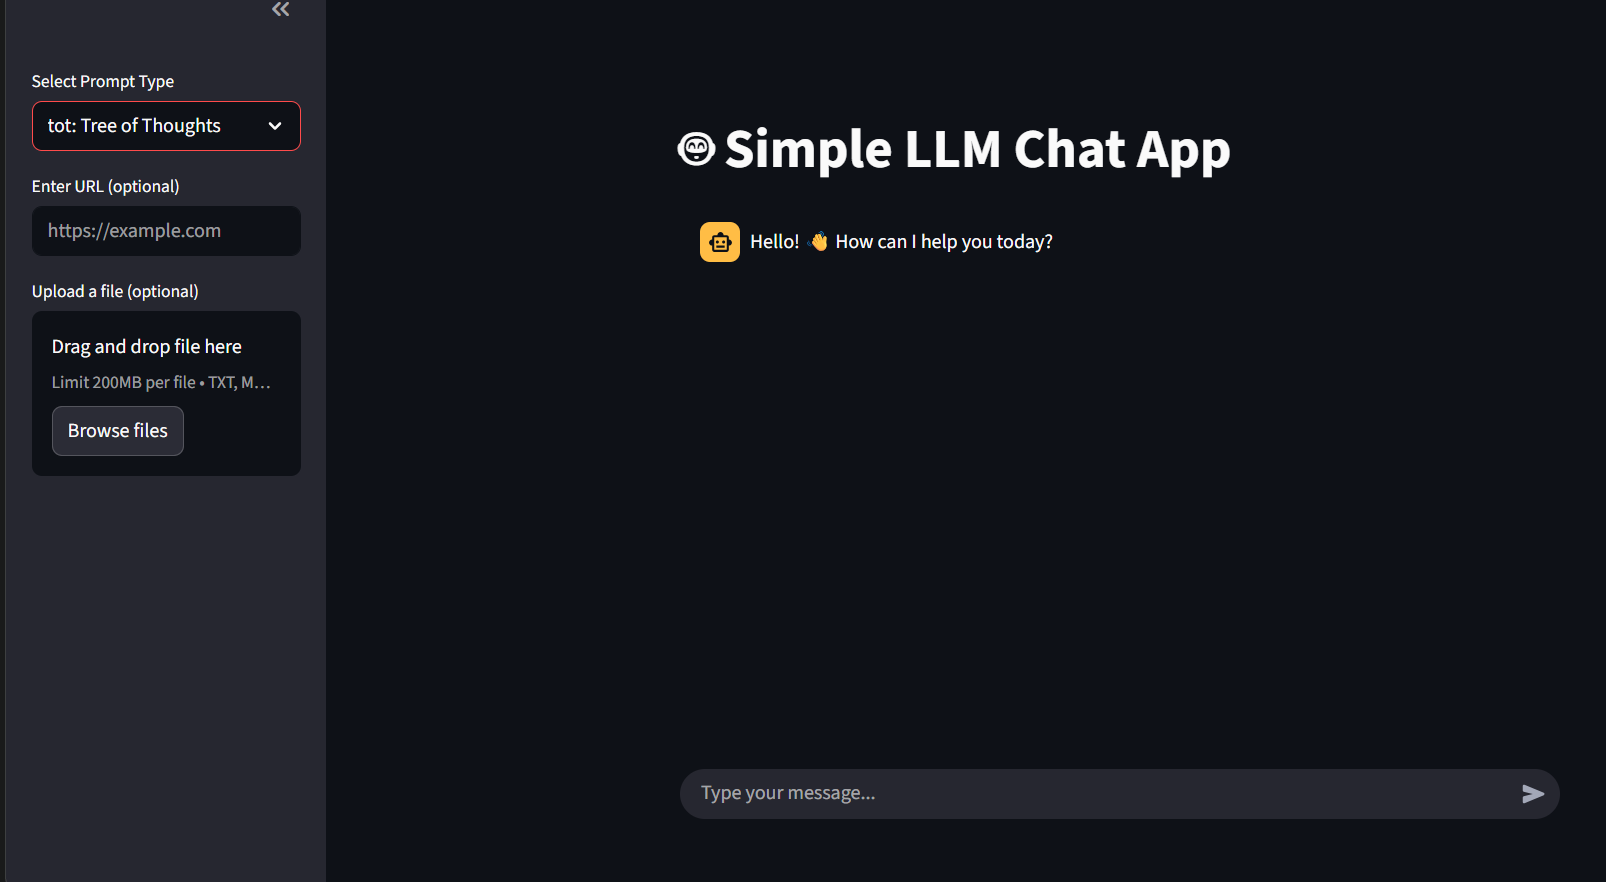 Select Prompt Type
tot: Tree of Thoughts
Enter URL (optional)
https://example.com
Upload a file (optional)
Drag and drop file here
Limit 200MB per file • TXT, M…
Browse files
Simple LLM Chat App
Hello! 👋 How can I help you today?
Type your message...